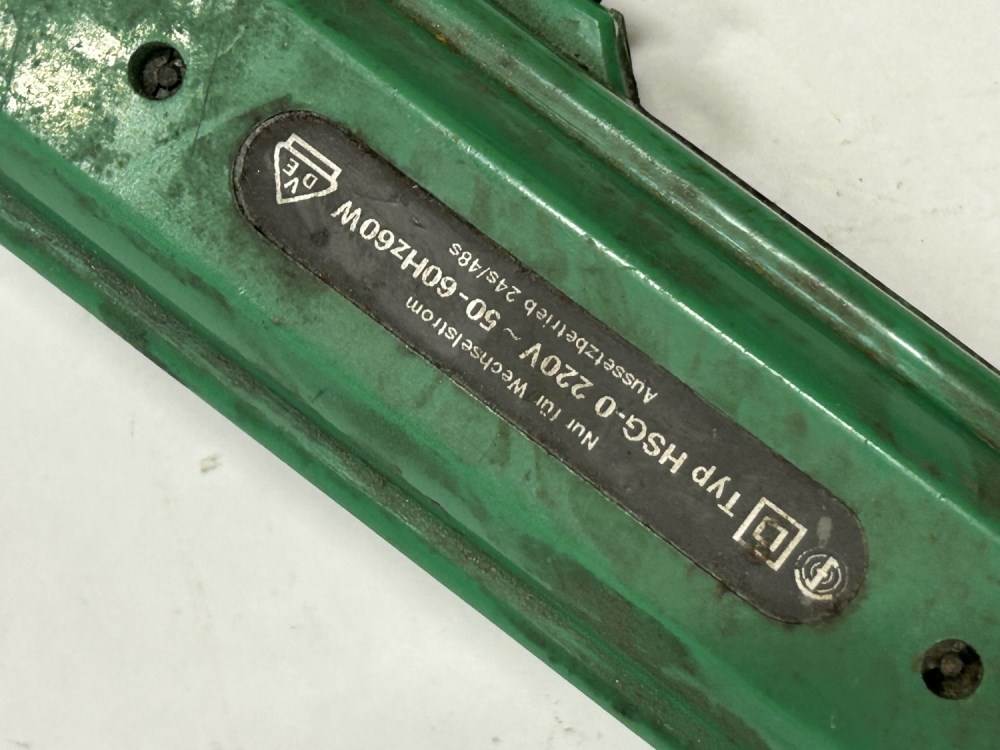 Nur für Wechselstrom
Typ HSG-0 220V ~ 50-60Hz60W
Aussetzbetrieb 24s/48s
VDE